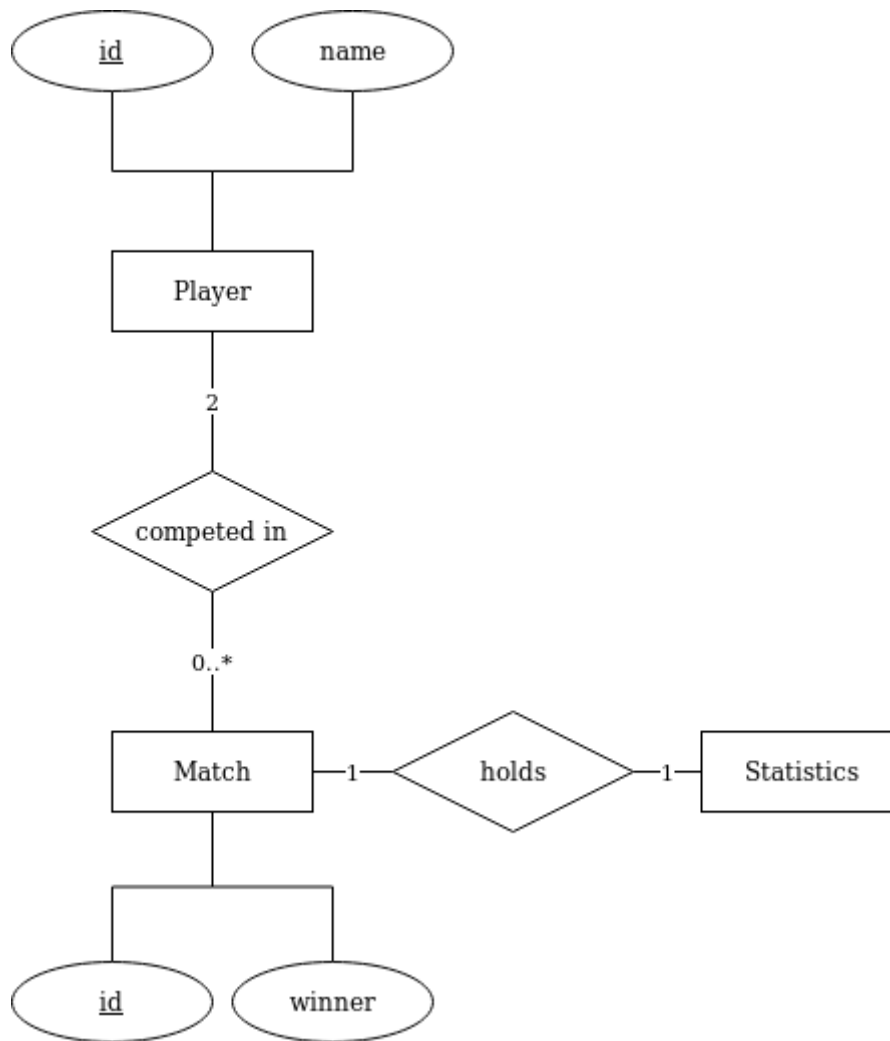 id
name
Player
2
competed in
0..*
Match
1
holds
1
Statistics
id
winner